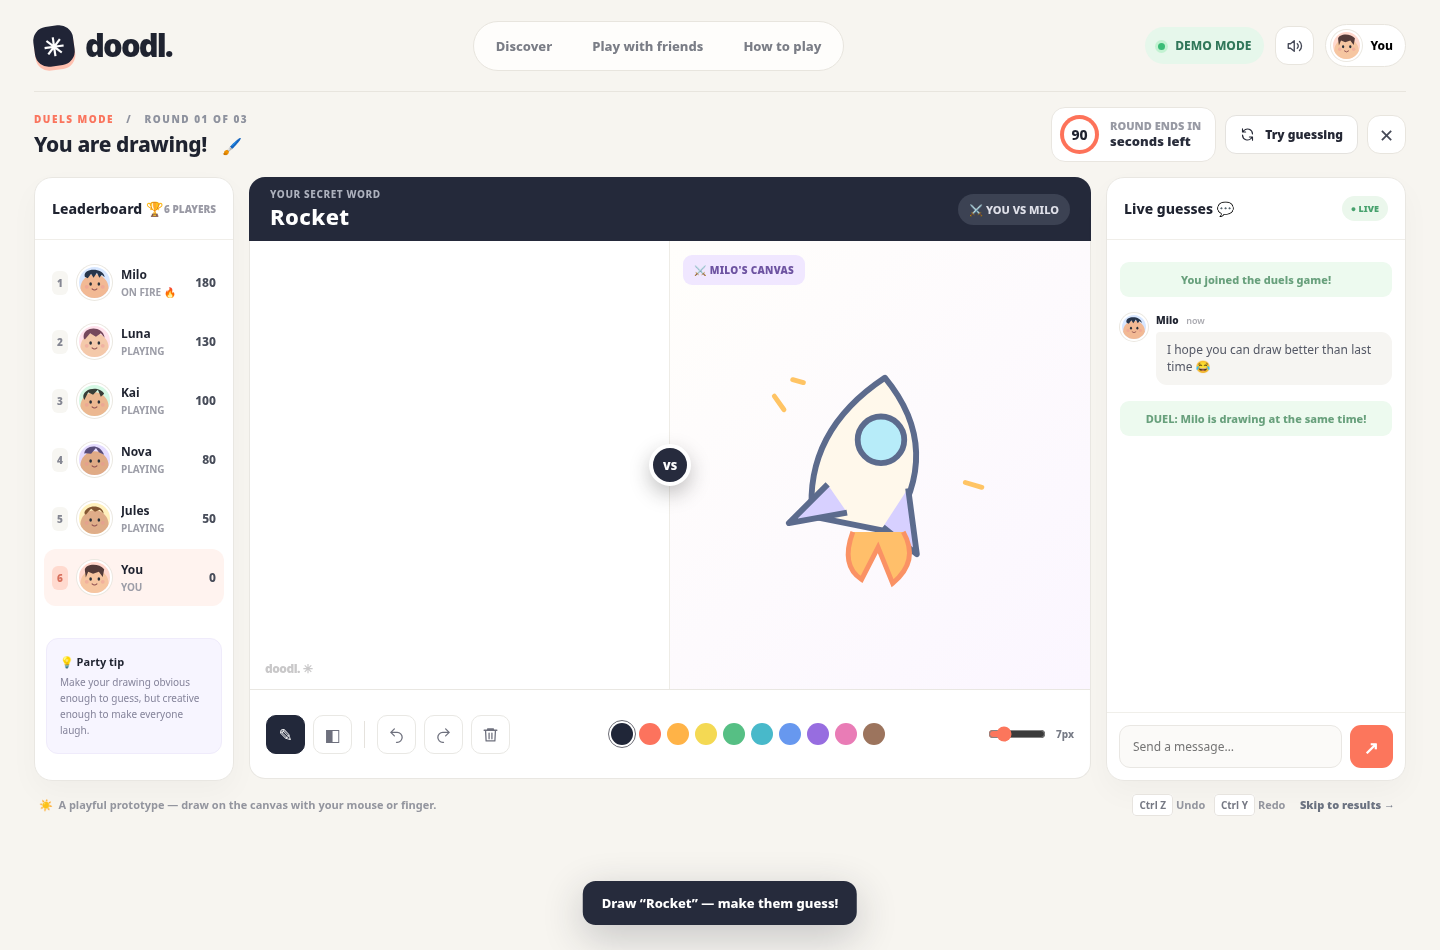 doodl.
Discover
Play with friends
How to play
DEMO MODE
You
DUELS MODE / ROUND 01 OF 03
You are drawing!
90
ROUND ENDS IN
seconds left
Try guessing
Leaderboard 🏆 6 PLAYERS
1
Milo
ON FIRE 🔥
180
2
Luna
PLAYING
130
3
Kai
PLAYING
100
4
Nova
PLAYING
80
5
Jules
PLAYING
50
6
You
YOU
0
💡 Party tip
Make your drawing obvious
enough to guess, but creative
enough to make everyone
laugh.
YOUR SECRET WORD
Rocket
⚔️ YOU VS MILO
⚔️ MILO'S CANVAS
VS
doodl. ✳
7px
Live guesses 💬
• LIVE
You joined the duels game!
Milo now
I hope you can draw better than last
time 😂
DUEL: Milo is drawing at the same time!
Send a message...
☀️ A playful prototype — draw on the canvas with your mouse or finger.
Ctrl Z Undo Ctrl Y Redo Skip to results →
Draw “Rocket” — make them guess!